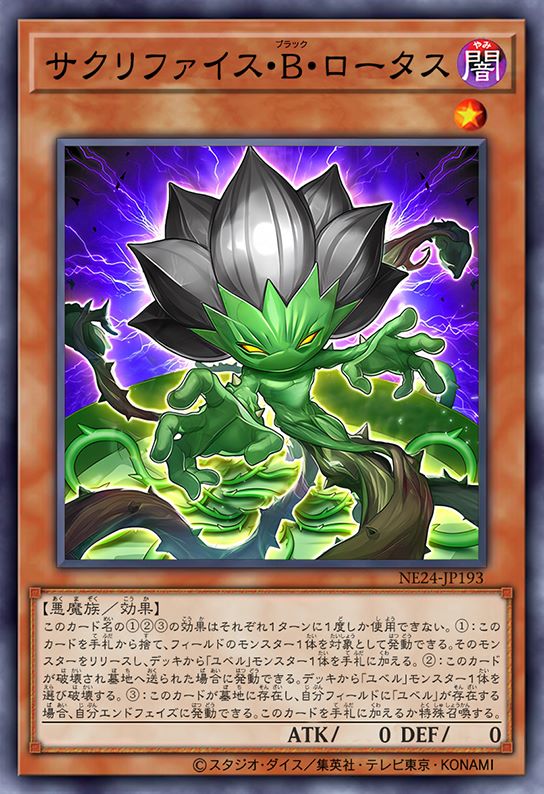 ブラック
サクリファイス・B・ロータス
やみ
闇
NE24-JP193
【悪魔族／効果】
このカード名の①②③の効果はそれぞれ1ターンに1度しか使用できない。①：この
カードを手札から捨て、フィールドのモンスター1体を対象として発動できる。そのモン
スターをリリースし、デッキから「ユベル」モンスター1体を手札に加える。②：このカード
が破壊され墓地へ送られた場合に発動できる。デッキから「ユベル」モンスター1体を
選び破壊する。③：このカードが墓地に存在し、自分フィールドに「ユベル」が存在する
場合、自分エンドフェイズに発動できる。このカードを手札に加えるか特殊召喚する。
ATK/ 0 DEF/ 0
©スタジオ・ダイス／集英社・テレビ東京・KONAMI